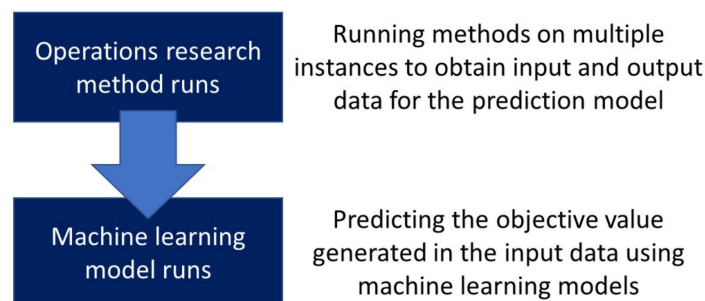 Operations research
method runs
Running methods on multiple
instances to obtain input and output
data for the prediction model
Machine learning
model runs
Predicting the objective value
generated in the input data using
machine learning models